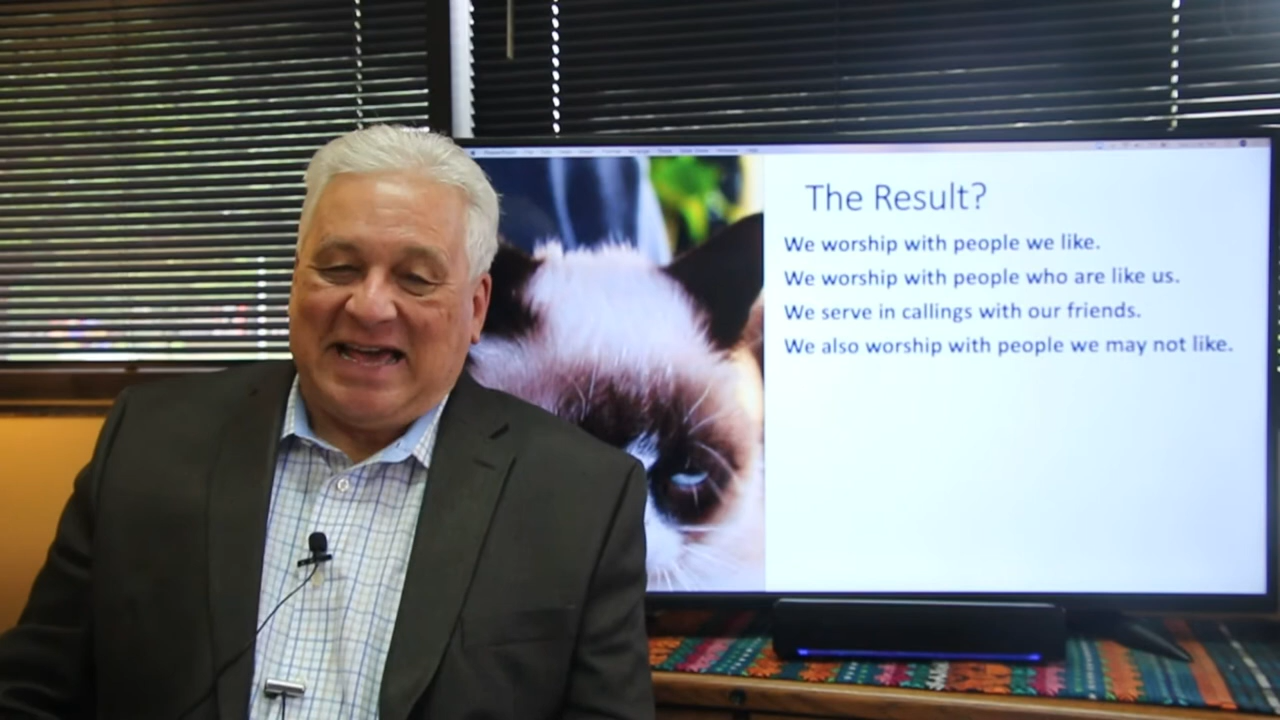 The Result?
We worship with people we like.
We worship with people who are like us.
We serve in callings with our friends.
We also worship with people we may not like.